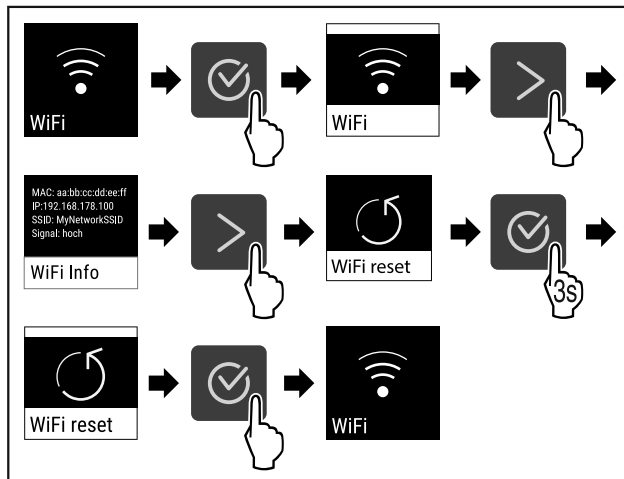 WiFi
WiFi
MAC: aa:bb:cc:dd:ee:ff
IP:192.168.178.100
SSID: MyNetworkSSID
Signal: hoch
WiFi Info
WiFi reset
3s
WiFi reset
WiFi